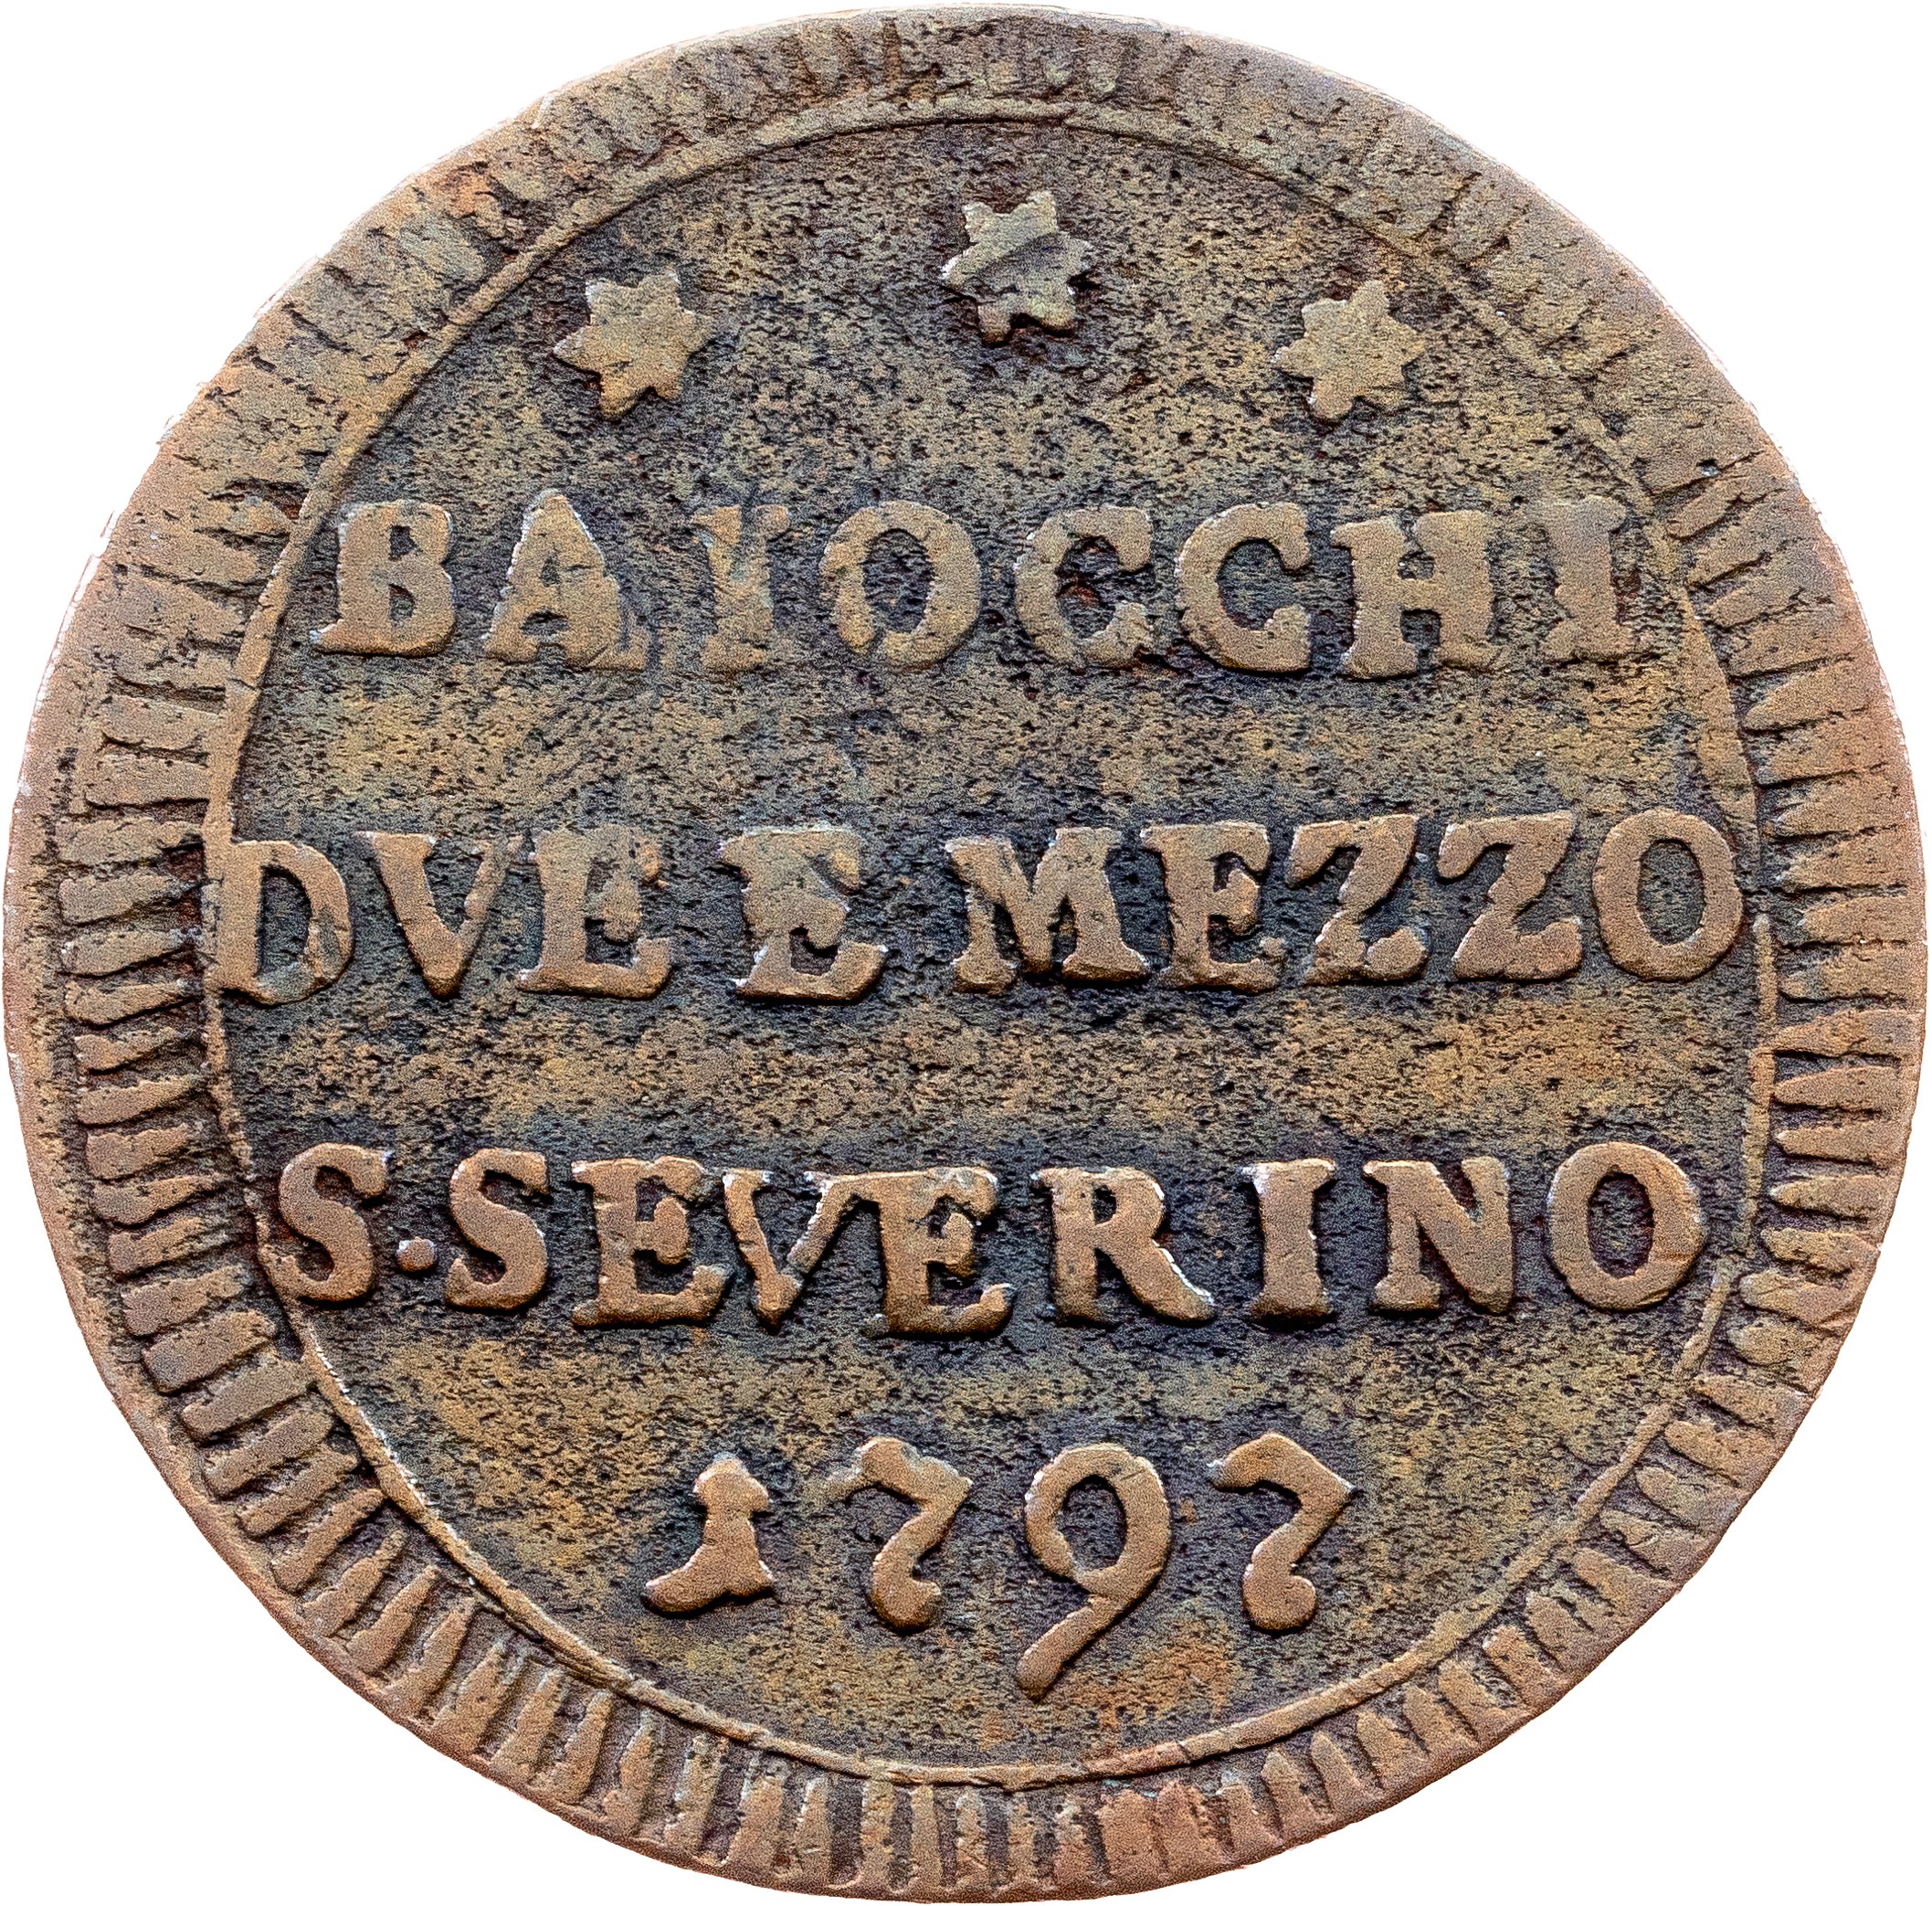 BAIOCCHI
DVE E MEZZO
S·SEVERINO
1797